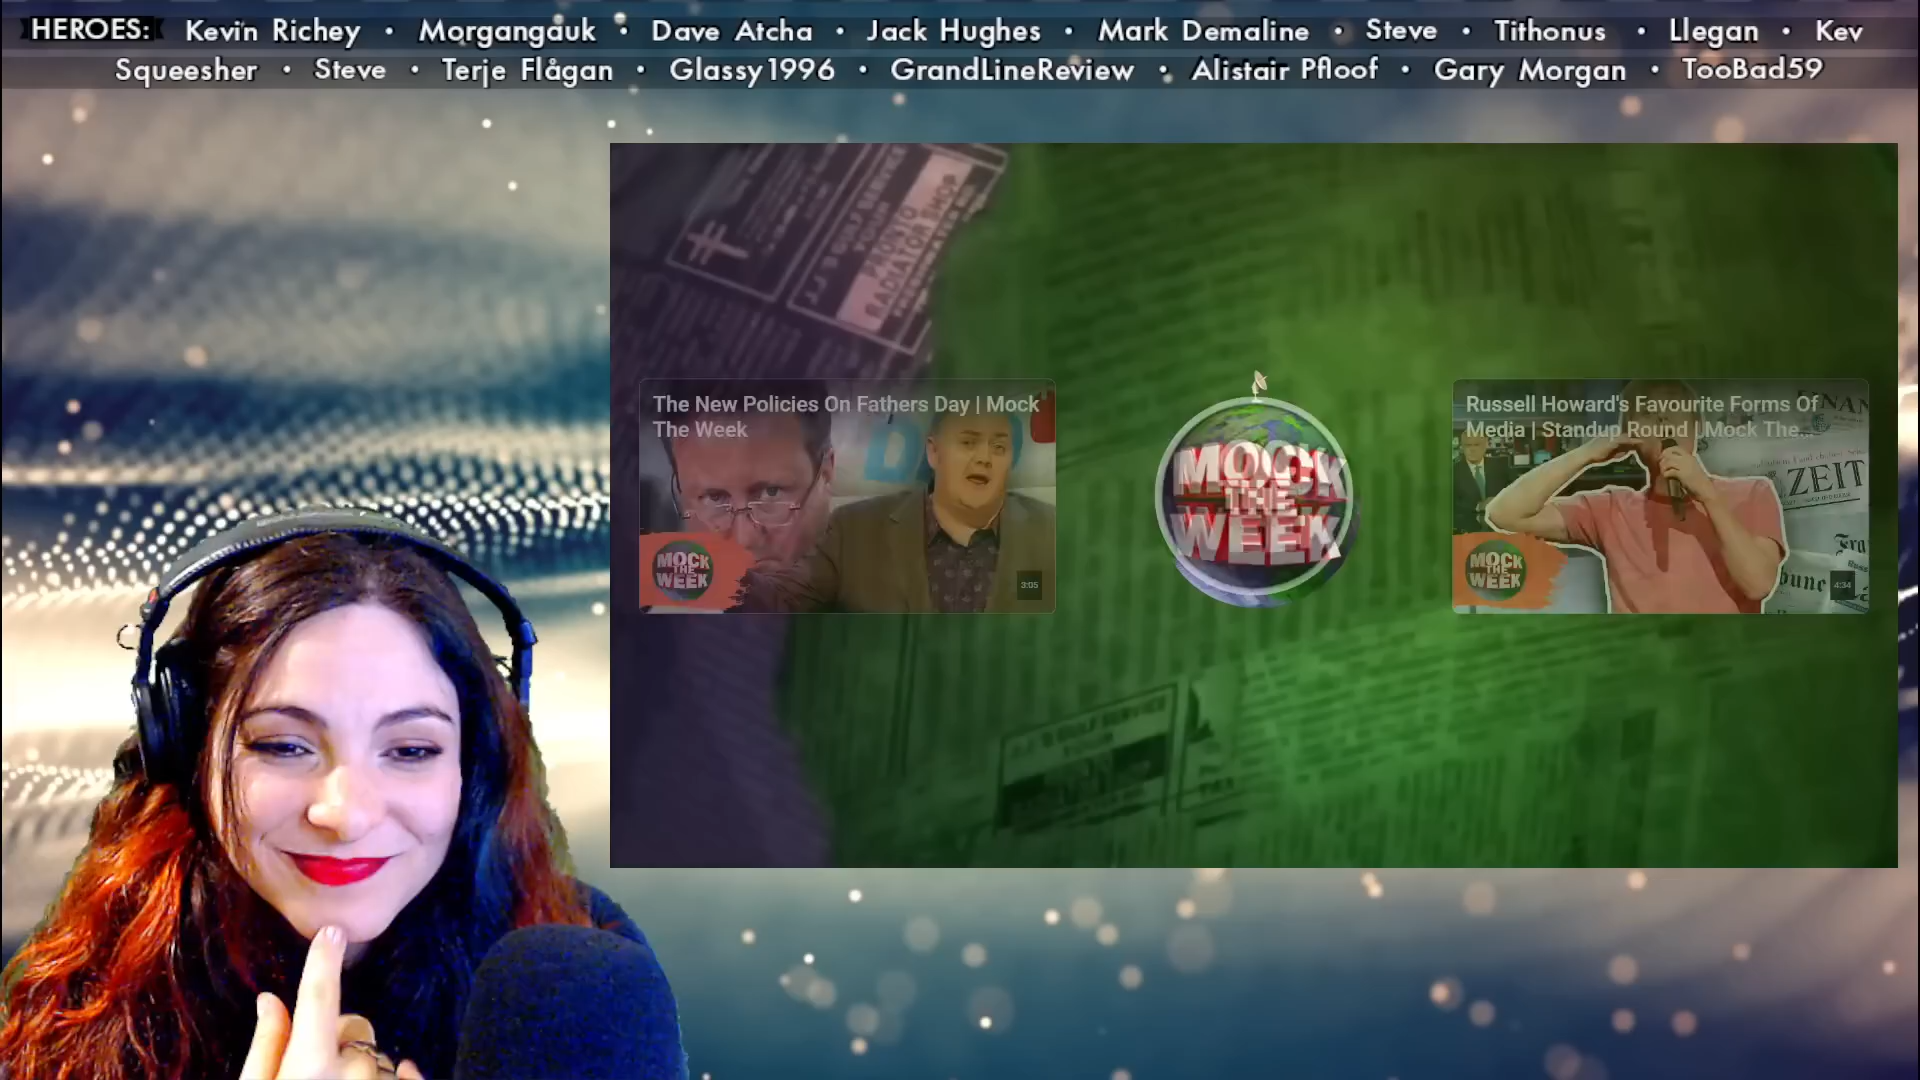 HEROES: Kevin Richey • Morgangauk • Dave Atcha • Jack Hughes • Mark Demaline • Steve • Tithonus • Llegan • Kev
Squeesher • Steve • Terje Flågan • Glassy1996 • GrandLineReview • Alistair Pfloof • Gary Morgan • TooBad59
PRONTO
RADIATOR SHOP
The New Policies On Fathers Day | Mock
The Week
MOCK
THE
WEEK
3:05
MOCK
THE
WEEK
Russell Howard's Favourite Forms Of
Media | Standup Round | Mock The...
ZEIT
MOCK
THE
WEEK
4:34